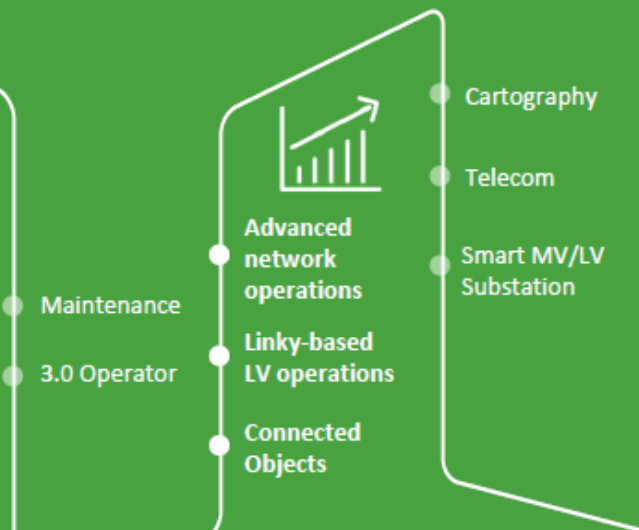 Maintenance
3.0 Operator
Advanced
network
operations
Linky-based
LV operations
Connected
Objects
Cartography
Telecom
Smart MV/LV
Substation